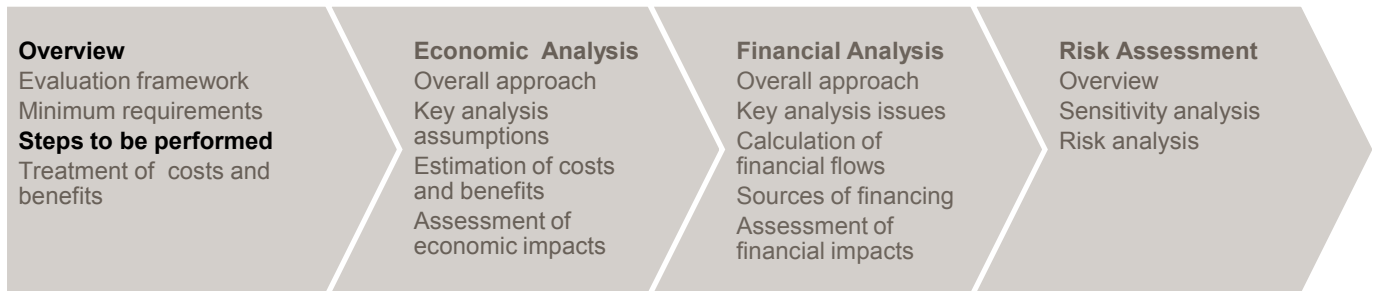 Overview
Evaluation framework
Minimum requirements
Steps to be performed
Treatment of costs and
benefits
Economic Analysis
Overall approach
Key analysis
assumptions
Estimation of costs
and benefits
Assessment of
economic impacts
Financial Analysis
Overall approach
Key analysis issues
Calculation of
financial flows
Sources of financing
Assessment of
financial impacts
Risk Assessment
Overview
Sensitivity analysis
Risk analysis